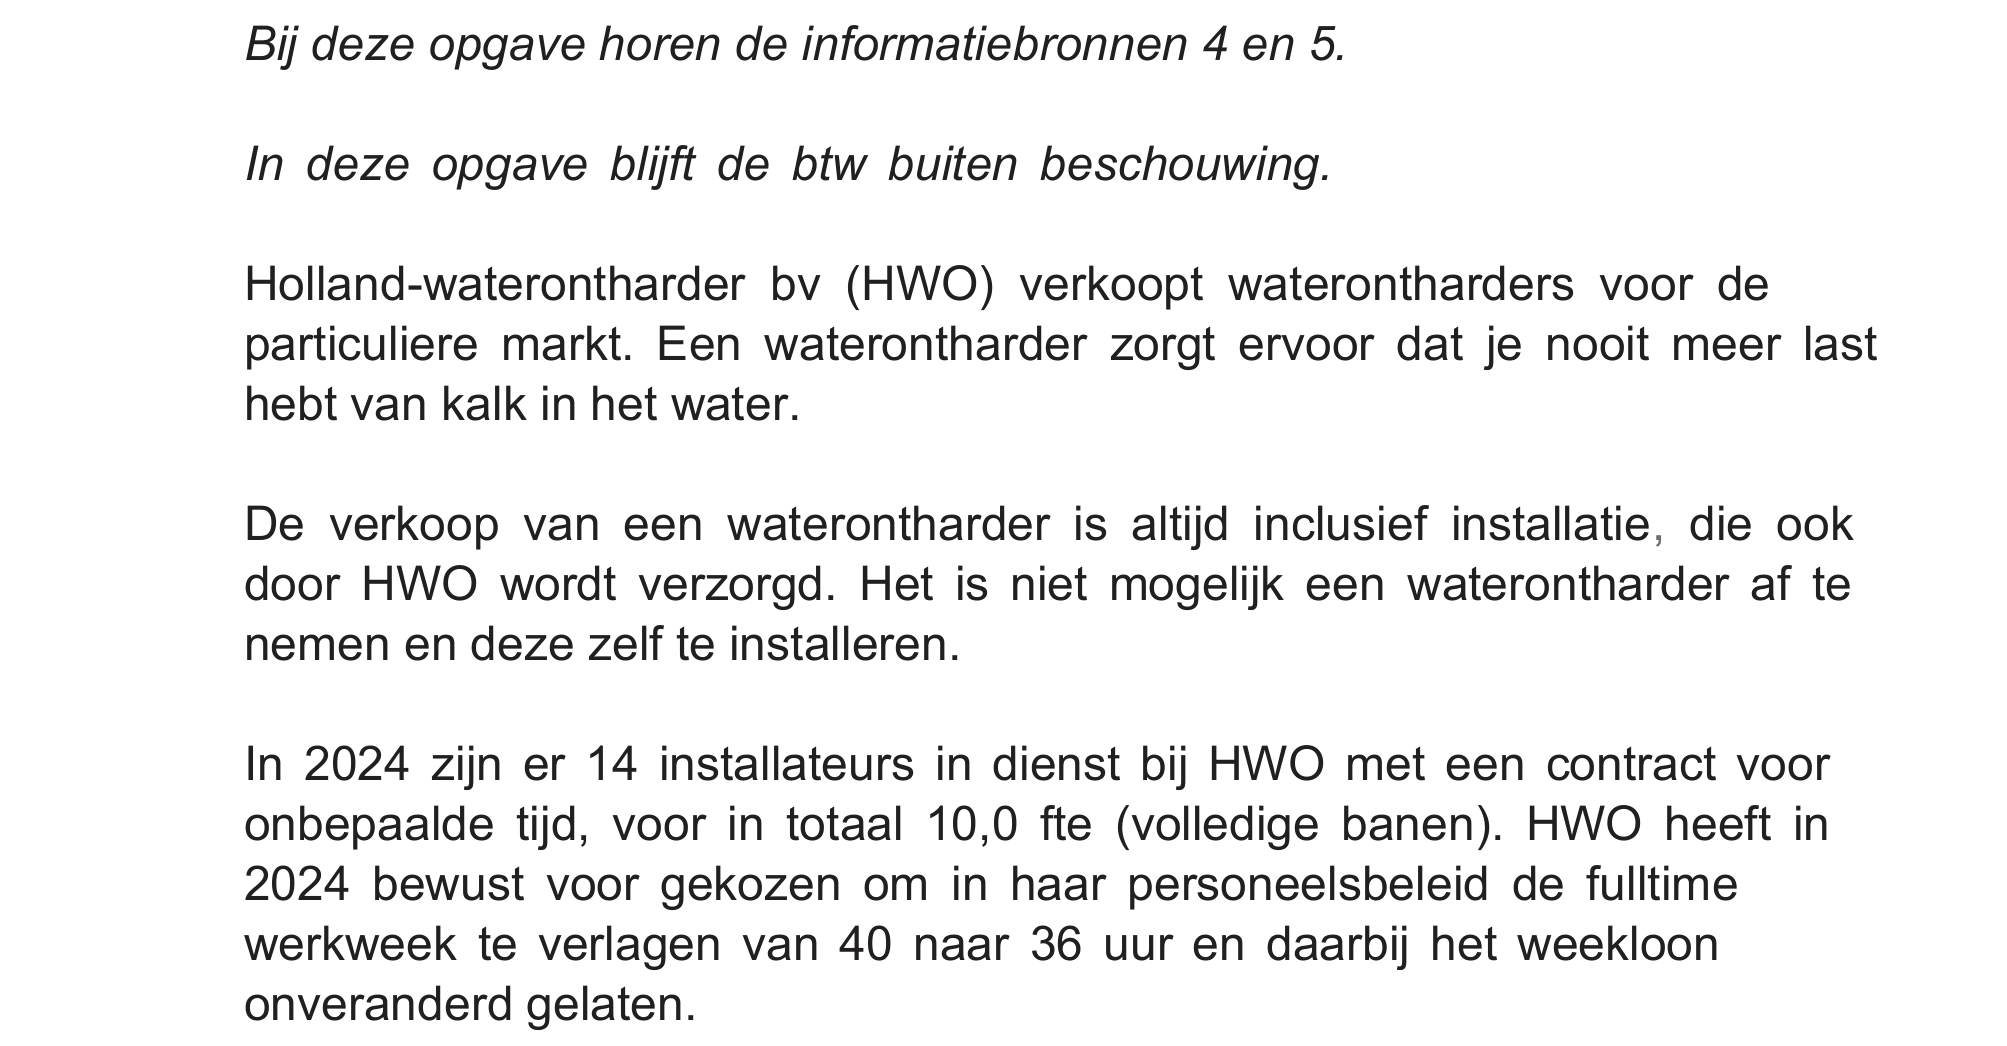 Bij deze opgave horen de informatiebronnen 4 en 5.
In deze opgave blijft de btw buiten beschouwing.
Holland-waterontharder bv (HWO) verkoopt waterontharders voor de
particuliere markt. Een waterontharder zorgt ervoor dat je nooit meer last
hebt van kalk in het water.
De verkoop van een waterontharder is altijd inclusief installatie, die ook
door HWO wordt verzorgd. Het is niet mogelijk een waterontharder af te
nemen en deze zelf te installeren.
In 2024 zijn er 14 installateurs in dienst bij HWO met een contract voor
onbepaalde tijd, voor in totaal 10,0 fte (volledige banen). HWO heeft in
2024 bewust voor gekozen om in haar personeelsbeleid de fulltime
werkweek te verlagen van 40 naar 36 uur en daarbij het weekloon
onveranderd gelaten.